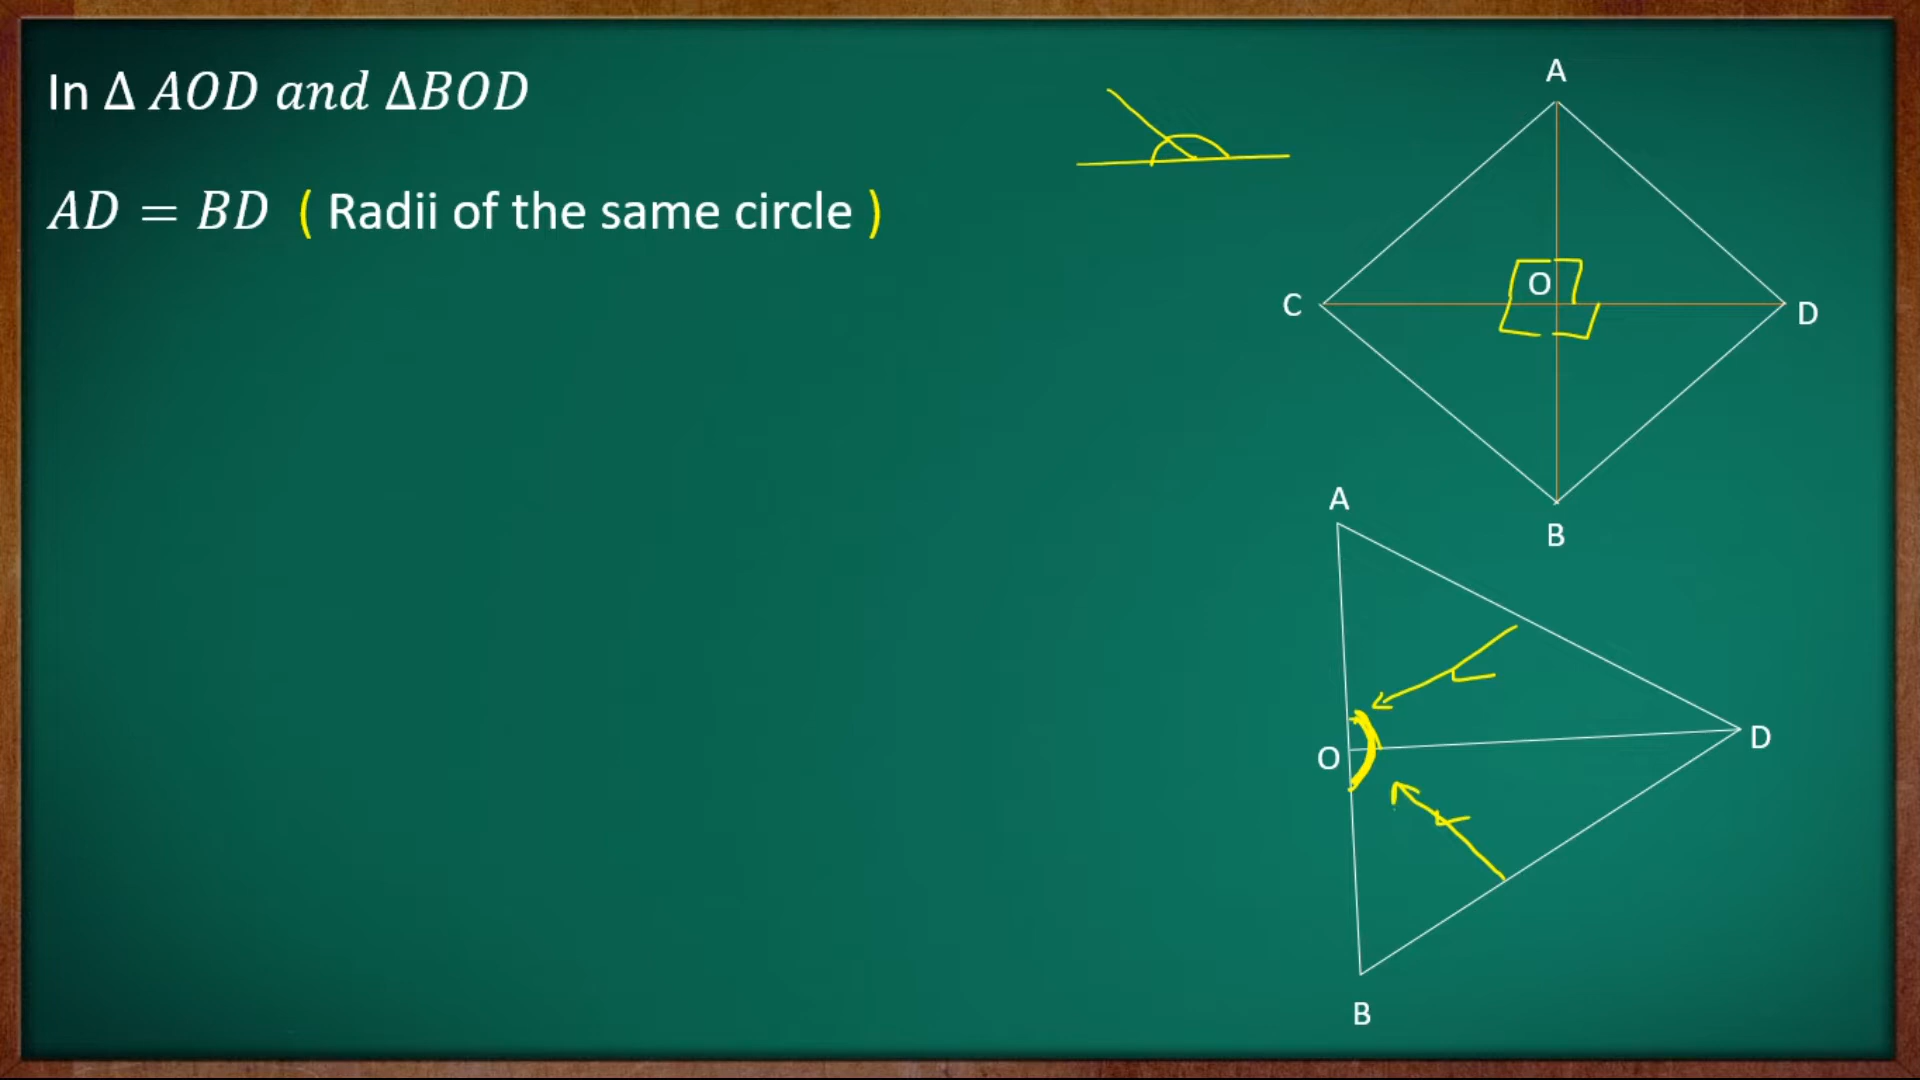 In Δ AOD and ΔBOD
AD = BD ( Radii of the same circle )
A
O
C
D
B
A
O
D
B